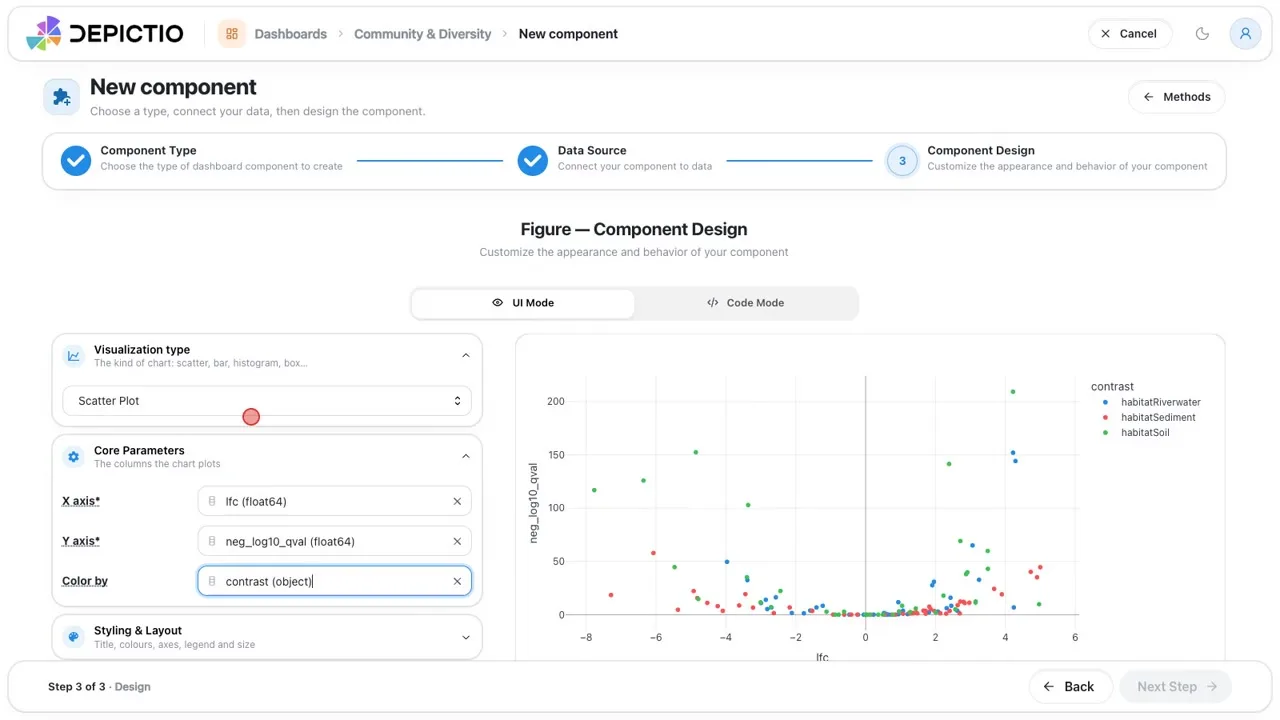 DEPICTIO
Dashboards
Community & Diversity
New component
Cancel
New component
Choose a type, connect your data, then design the component.
Methods
Component Type
Choose the type of dashboard component to create
Data Source
Connect your component to data
3
Component Design
Customize the appearance and behavior of your component
Figure — Component Design
Customize the appearance and behavior of your component
UI Mode
</> Code Mode
Visualization type
The kind of chart: scatter, bar, histogram, box...
Scatter Plot
Core Parameters
The columns the chart plots
X axis*
lfc (float64)
Y axis*
neg_log10_qval (float64)
Color by
contrast (object)
Styling & Layout
Title, colours, axes, legend and size
neg_log10_qval
200
150
100
50
0
−8
−6
−4
−2
0
2
4
6
lfc
contrast
habitatRiverwater
habitatSediment
habitatSoil
Step 3 of 3 · Design
Back
Next Step